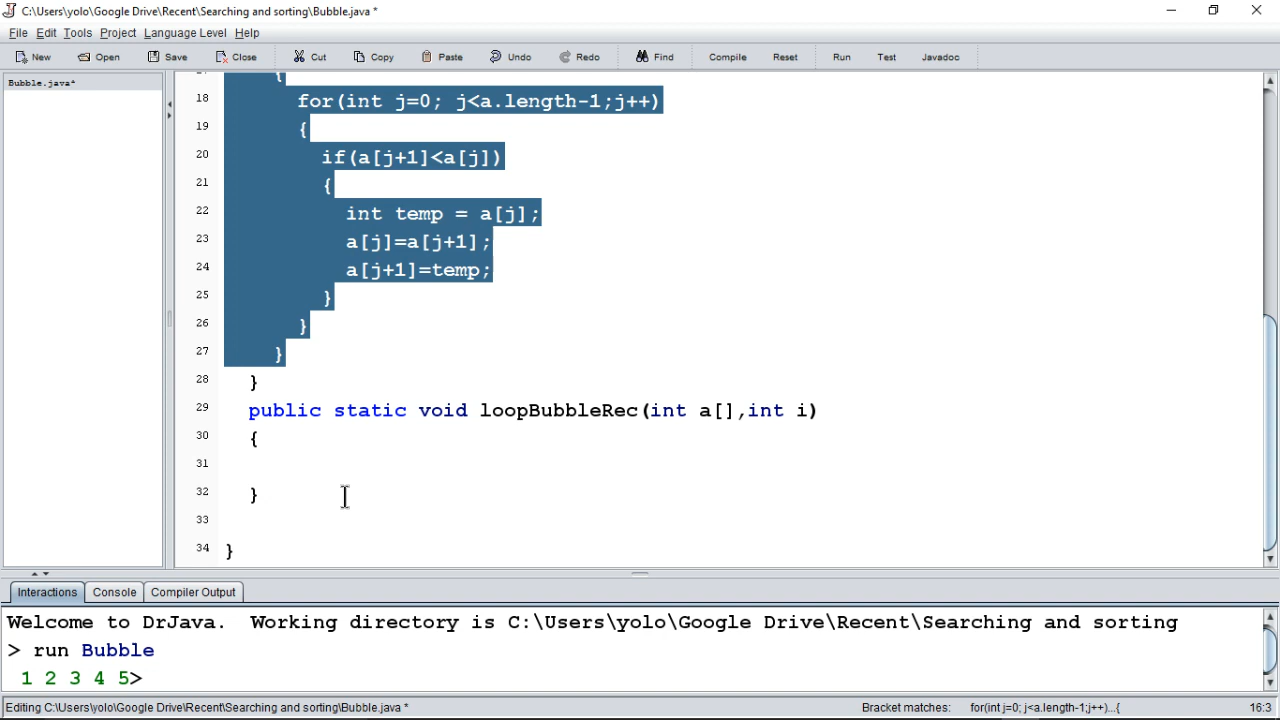 C:\Users\yolo\Google Drive\Recent\Searching and sorting\Bubble.java *
File Edit Tools Project Language Level Help
New Open Save Close Cut Copy Paste Undo Redo Find Compile Reset Run Test Javadoc
Bubble.java*
{
18 for(int j=0; j<a.length-1;j++)
19 {
20 if(a[j+1]<a[j])
21 {
22 int temp = a[j];
23 a[j]=a[j+1];
24 a[j+1]=temp;
25 }
26 }
27 }
28 }
29 public static void loopBubbleRec(int a[],int i)
30 {
31
32 }
33
34 }
Interactions Console Compiler Output
Welcome to DrJava. Working directory is C:\Users\yolo\Google Drive\Recent\Searching and sorting
> run Bubble
1 2 3 4 5>
Editing C:\Users\yolo\Google Drive\Recent\Searching and sorting\Bubble.java * Bracket matches: for(int j=0; j<a.length-1;j++)...{ 16:3